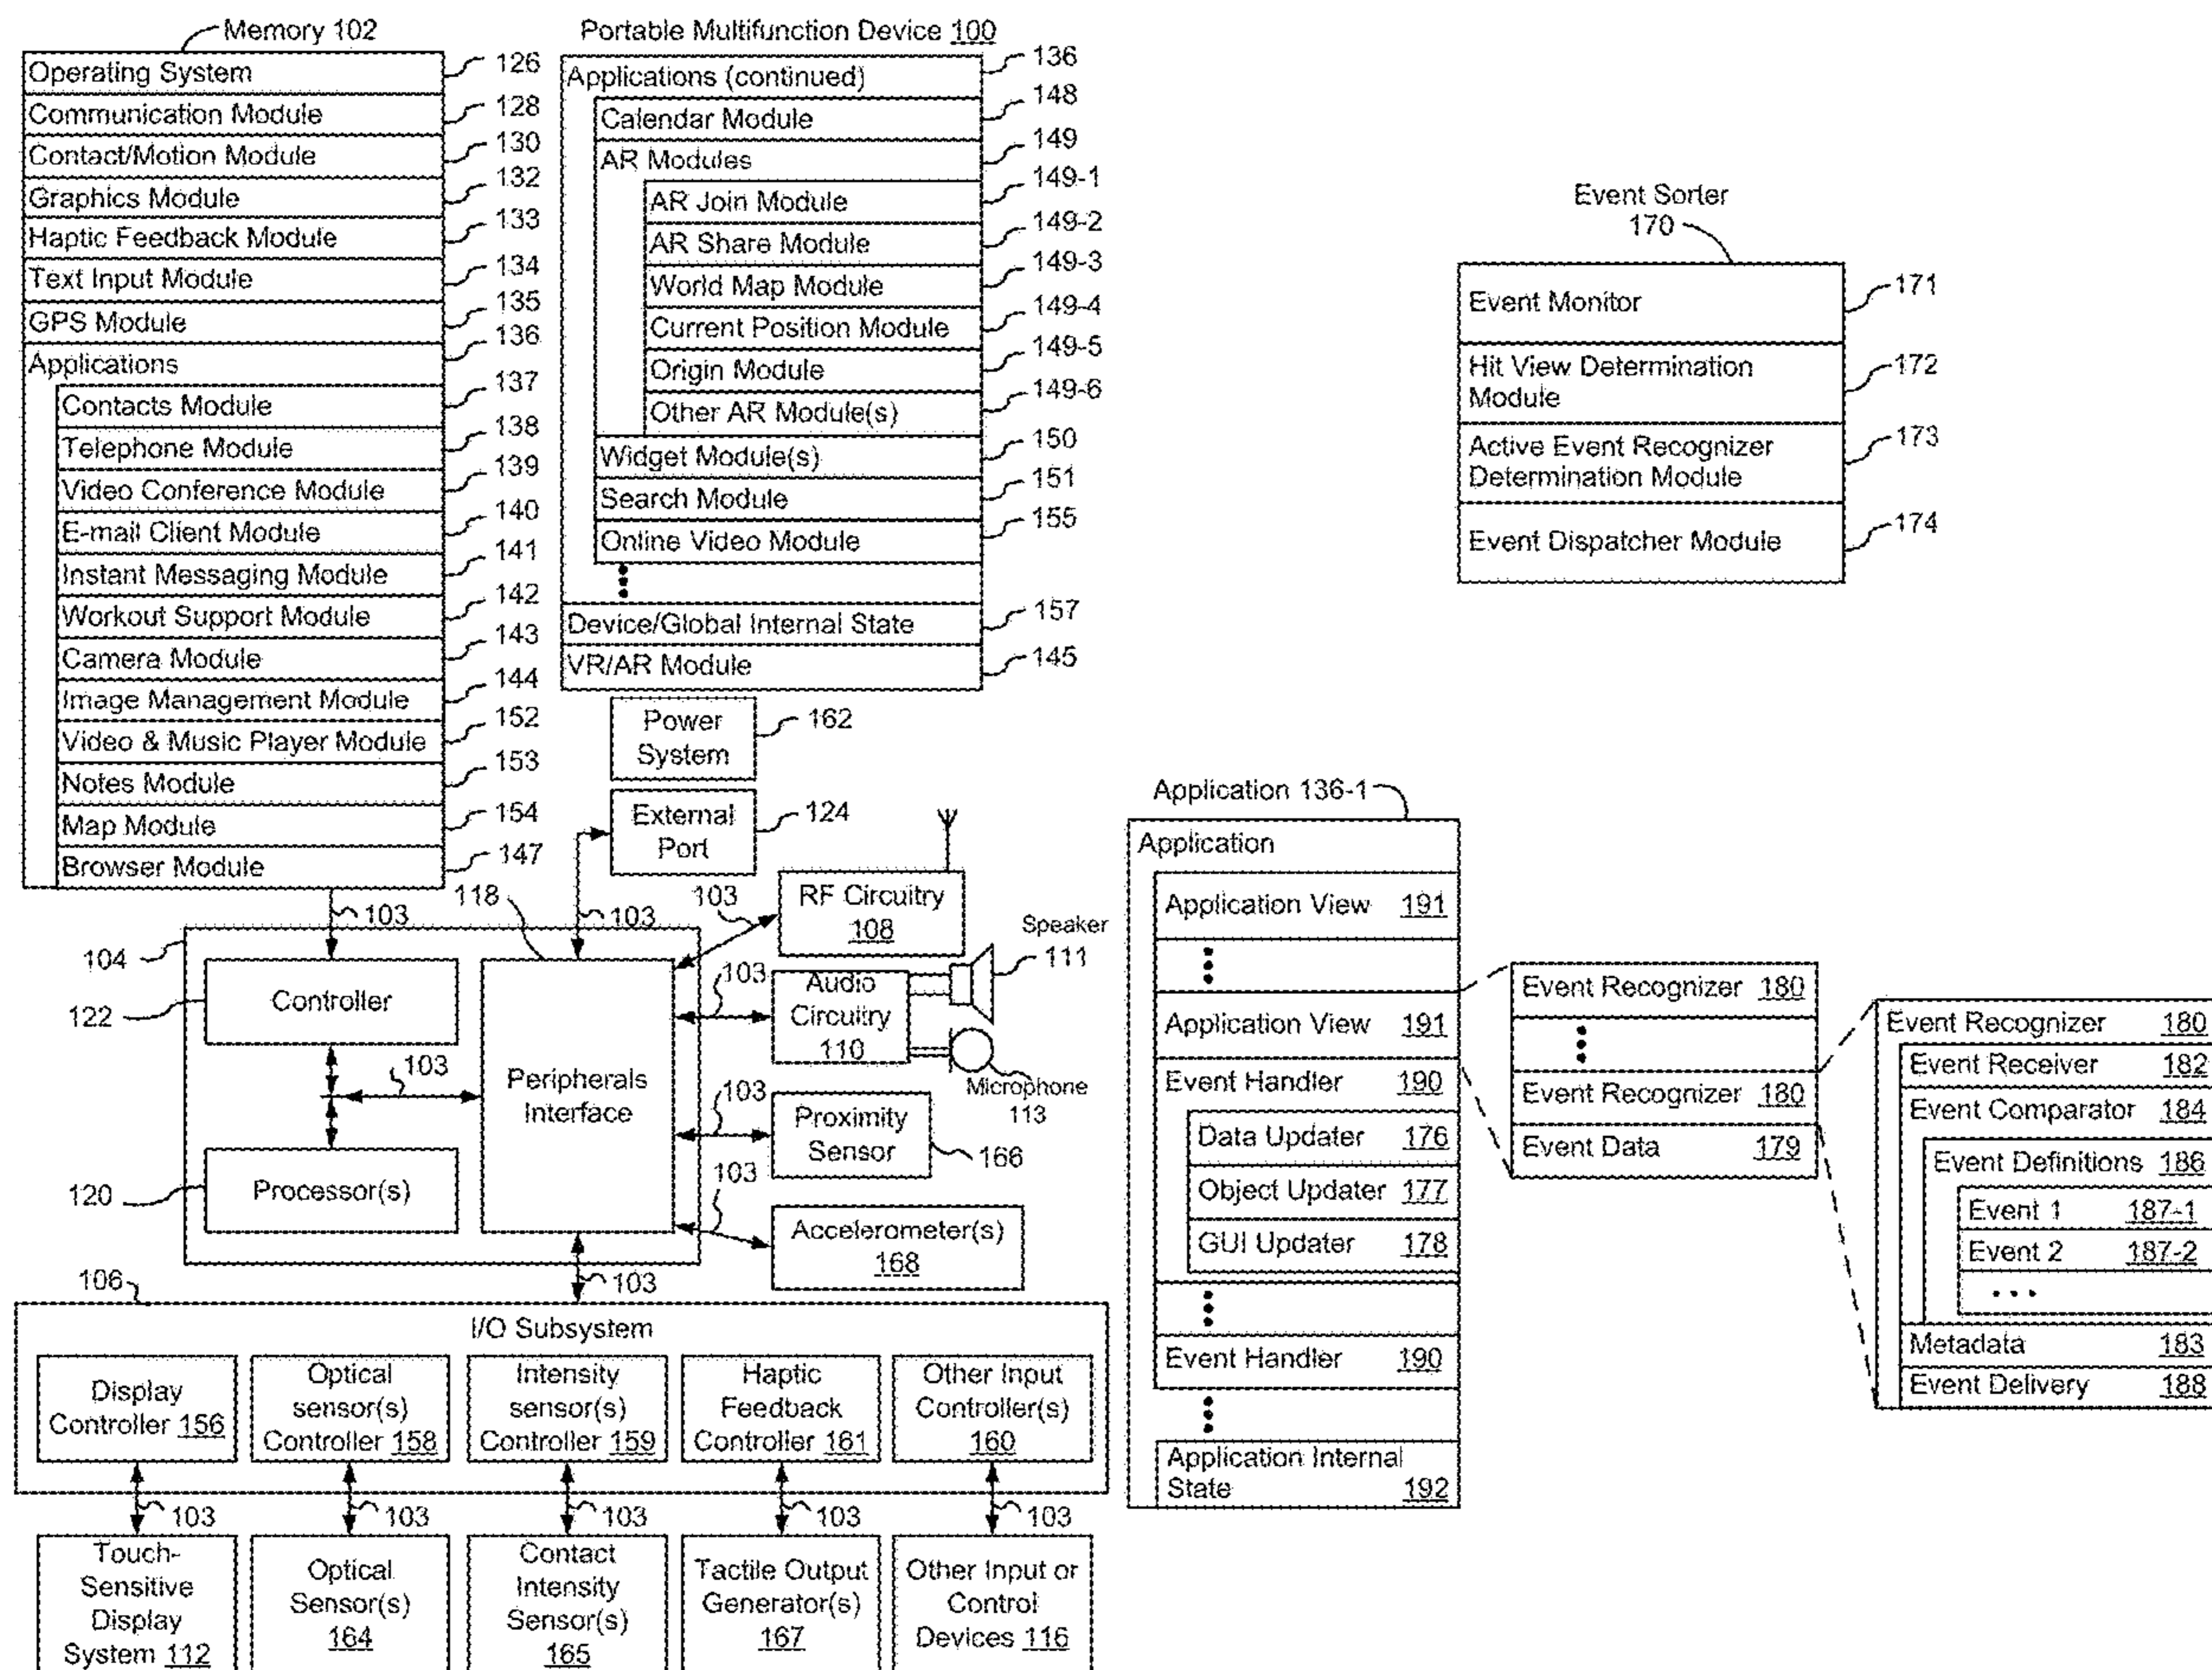 Memory 102
Operating System 126
Communication Module 128
Contact/Motion Module 130
Graphics Module 132
Haptic Feedback Module 133
Text Input Module 134
GPS Module 135
Applications 136
Contacts Module 137
Telephone Module 138
Video Conference Module 139
E-mail Client Module 140
Instant Messaging Module 141
Workout Support Module 142
Camera Module 143
Image Management Module 144
Video & Music Player Module 152
Notes Module 153
Map Module 154
Browser Module 147
Portable Multifunction Device 100
Applications (continued) 136
Calendar Module 148
AR Modules 149
AR Join Module 149-1
AR Share Module 149-2
World Map Module 149-3
Current Position Module 149-4
Origin Module 149-5
Other AR Module(s) 149-6
Widget Module(s) 150
Search Module 151
Online Video Module 155
Device/Global Internal State 157
VR/AR Module 145
Power
System
162
External
Port
124
103
118
103
103
RF Circuitry
108
Speaker
111
104
122
Controller
103
Audio
Circuitry
110
Microphone
113
103
Peripherals
Interface
103
Proximity
Sensor
166
120
Processor(s)
103
Accelerometer(s)
168
103
106
I/O Subsystem
Display
Controller 156
Optical
sensor(s)
Controller 158
Intensity
sensor(s)
Controller 159
Haptic
Feedback
Controller 161
Other Input
Controller(s)
160
103
103
103
103
103
Touch-
Sensitive
Display
System 112
Optical
Sensor(s)
164
Contact
Intensity
Sensor(s)
165
Tactile Output
Generator(s)
167
Other Input or
Control
Devices 116
Event Sorter
170
Event Monitor 171
Hit View Determination
Module
172
Active Event Recognizer
Determination Module
173
Event Dispatcher Module 174
Application 136-1
Application
Application View 191
Application View 191
Event Handler 190
Data Updater 176
Object Updater 177
GUI Updater 178
Event Handler 190
Application Internal
State 192
Event Recognizer 180
Event Recognizer 180
Event Data 179
Event Recognizer 180
Event Receiver 182
Event Comparator 184
Event Definitions 186
Event 1 187-1
Event 2 187-2
Metadata 183
Event Delivery 188